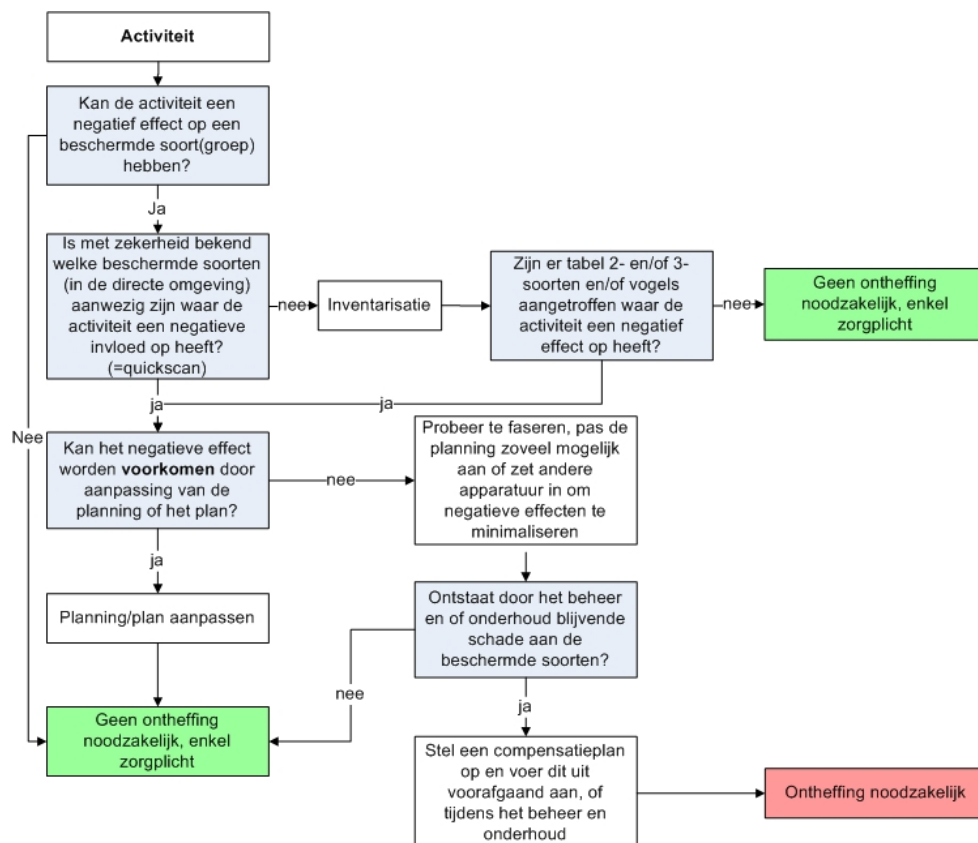 Activiteit
Kan de activiteit een
negatief effect op een
beschermde soort(groep)
hebben?
Ja
Is met zekerheid bekend
welke beschermde soorten
(in de directe omgeving)
aanwezig zijn waar de
activiteit een negatieve
invloed op heeft?
(=quickscan)
nee
Inventarisatie
Zijn er tabel 2- en/of 3-
soorten en/of vogels
aangetroffen waar de
activiteit een negatief
effect op heeft?
nee
Geen ontheffing
noodzakelijk, enkel
zorgplicht
ja
ja
Nee
Kan het negatieve effect
worden voorkomen door
aanpassing van de
planning of het plan?
nee
Probeer te faseren, pas de
planning zoveel mogelijk
aan of zet andere
apparatuur in om
negatieve effecten te
minimaliseren
ja
Planning/plan aanpassen
Ontstaat door het beheer
en of onderhoud blijvende
schade aan de
beschermde soorten?
nee
ja
Geen ontheffing
noodzakelijk, enkel
zorgplicht
Stel een compensatieplan
op en voer dit uit
voorafgaand aan, of
tijdens het beheer en
onderhoud
Ontheffing noodzakelijk